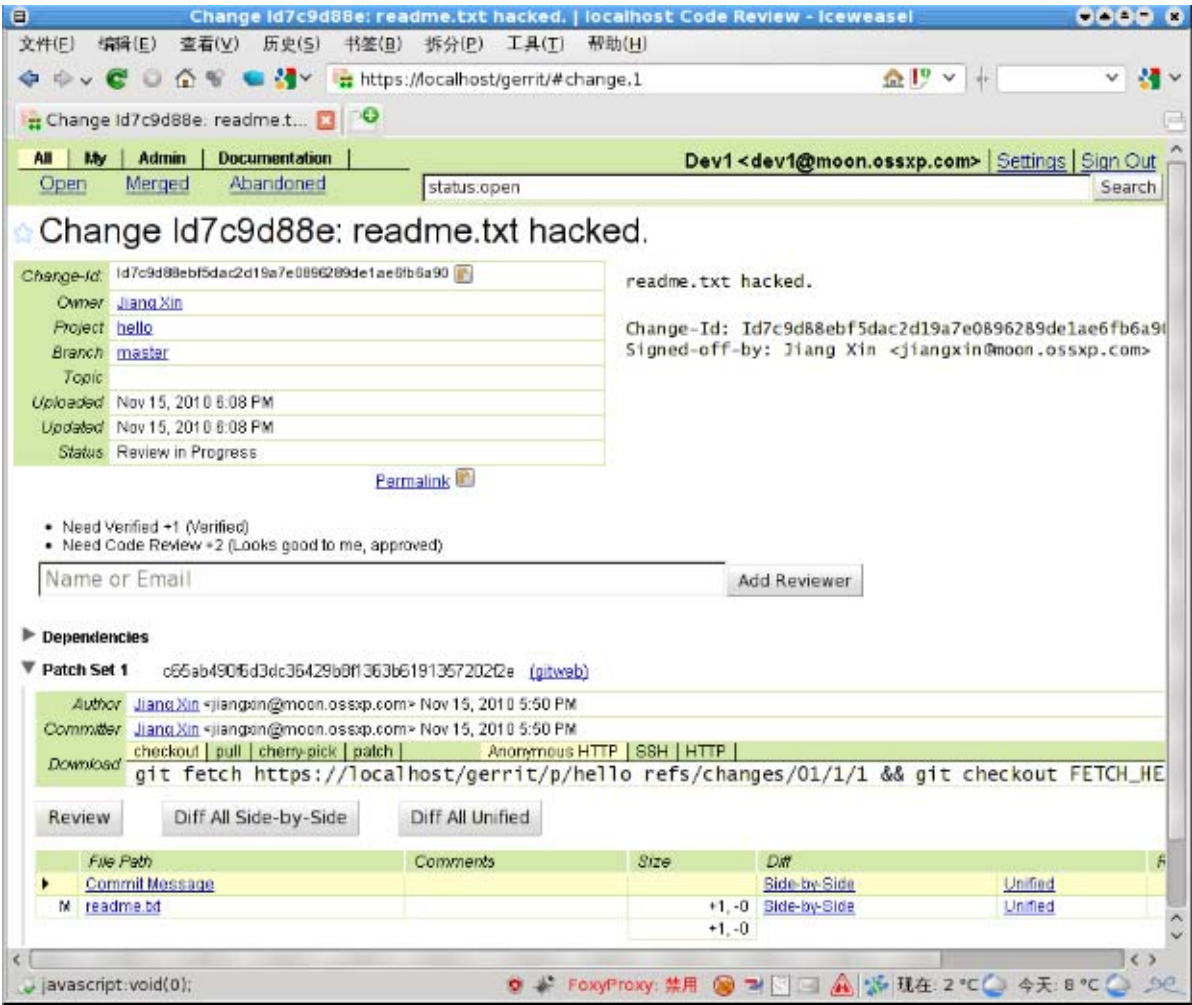 Change Id7c9d88e: readme.txt hacked. | localhost Code Review - Iceweasel
文件(F) 编辑(E) 查看(V) 历史(S) 书签(B) 拆分(P) 工具(T) 帮助(H)
https://localhost/gerrit/#change,1
Change Id7c9d88e: readme.t...
All | My | Admin | Documentation | Dev1 <dev1@moon.ossxp.com> | Settings | Sign Out
Open Merged Abandoned status:open Search
Change Id7c9d88e: readme.txt hacked.
Change-Id: Id7c9d88ebf5dac2d19a7e0896289de1ae6fb6a90
Owner Jiang Xin
Project hello
Branch master
Topic
Uploaded Nov 15, 2010 6:08 PM
Updated Nov 15, 2010 6:08 PM
Status Review in Progress
Permalink
readme.txt hacked.
Change-Id: Id7c9d88ebf5dac2d19a7e0896289de1ae6fb6a90
Signed-off-by: Jiang Xin <jiangxin@moon.ossxp.com>
• Need Verified +1 (Verified)
• Need Code Review +2 (Looks good to me, approved)
Name or Email Add Reviewer
Dependencies
Patch Set 1 (gitweb)
Author Jiang Xin <jiangxin@moon.ossxp.com> Nov 15, 2010 5:50 PM
Committer Jiang Xin <jiangxin@moon.ossxp.com> Nov 15, 2010 5:50 PM
Download checkout | pull | cherry-pick | patch | Anonymous HTTP | SSH | HTTP |
git fetch https://localhost/gerrit/p/hello refs/changes/01/1/1 && git checkout FETCH_HE
Review Diff All Side-by-Side Diff All Unified
File Path Comments Size Diff
Commit Message Side-by-Side Unified
M readme.txt +1, -0 Side-by-Side Unified
+1, -0
javascript:void(0); FoxyProxy: 禁用 现在: 2 °C 今天: 8 °C